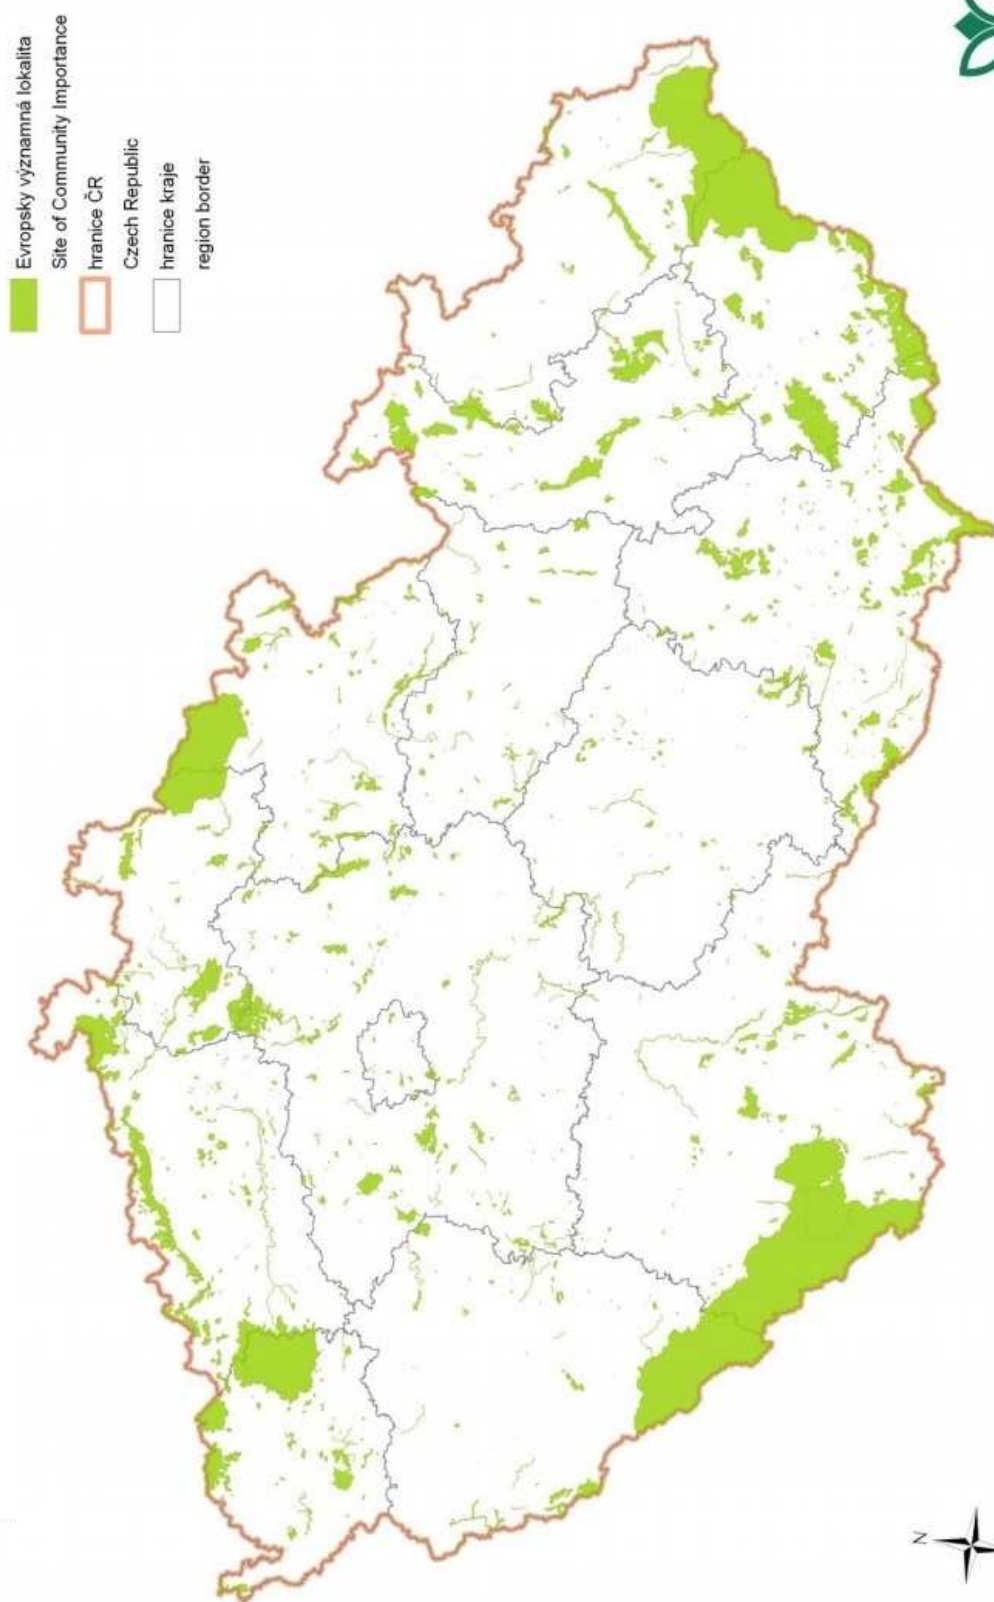 Evropsky významná lokalita
Site of Community Importance
hranice ČR
Czech Republic
hranice kraje
region border
N